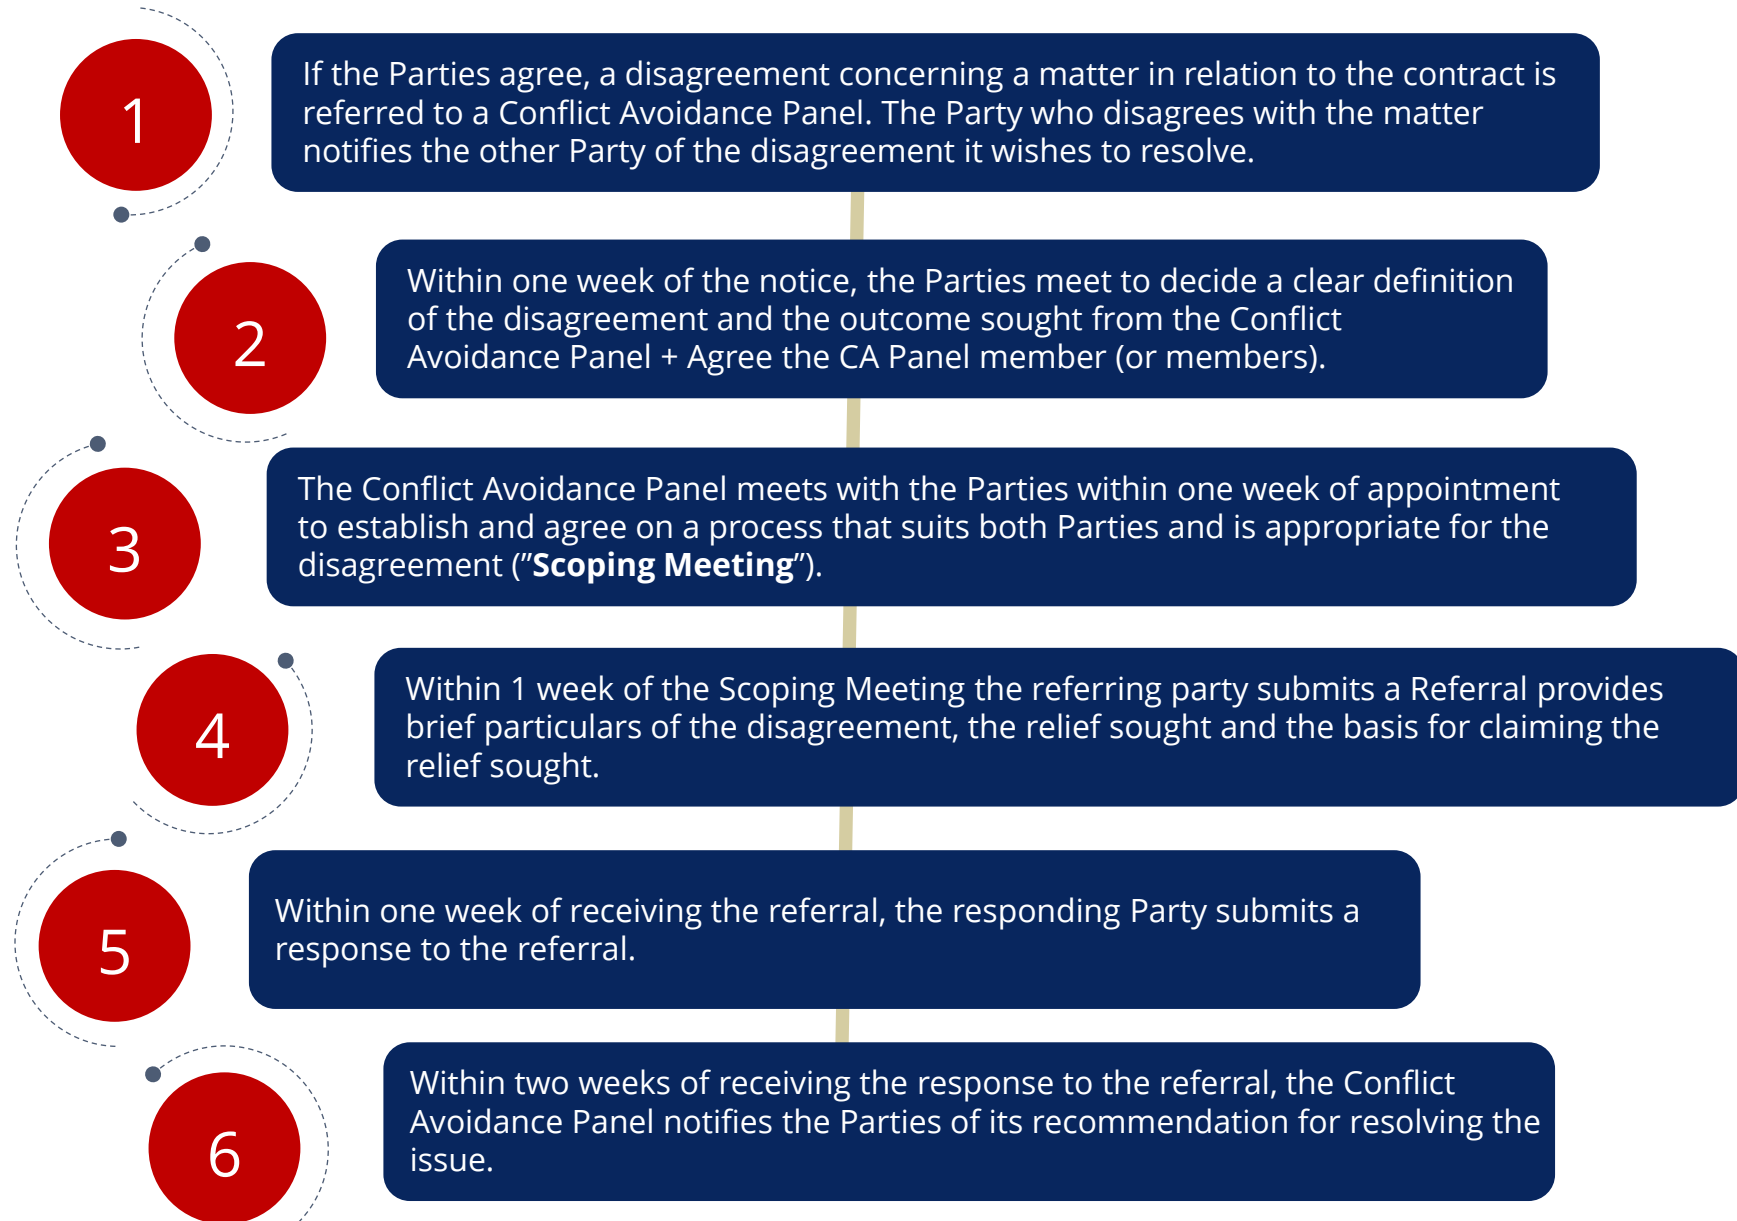 1
If the Parties agree, a disagreement concerning a matter in relation to the contract is
referred to a Conflict Avoidance Panel. The Party who disagrees with the matter
notifies the other Party of the disagreement it wishes to resolve.
2
Within one week of the notice, the Parties meet to decide a clear definition
of the disagreement and the outcome sought from the Conflict
Avoidance Panel + Agree the CA Panel member (or members).
3
The Conflict Avoidance Panel meets with the Parties within one week of appointment
to establish and agree on a process that suits both Parties and is appropriate for the
disagreement (”Scoping Meeting”).
4
Within 1 week of the Scoping Meeting the referring party submits a Referral provides
brief particulars of the disagreement, the relief sought and the basis for claiming the
relief sought.
5
Within one week of receiving the referral, the responding Party submits a
response to the referral.
6
Within two weeks of receiving the response to the referral, the Conflict
Avoidance Panel notifies the Parties of its recommendation for resolving the
issue.